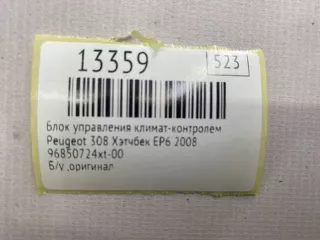 13359
523
Блок управления климат-контролем
Peugeot 308 Хэтчбек EP6 2008
96850724xt-00
Б/у ,оригинал